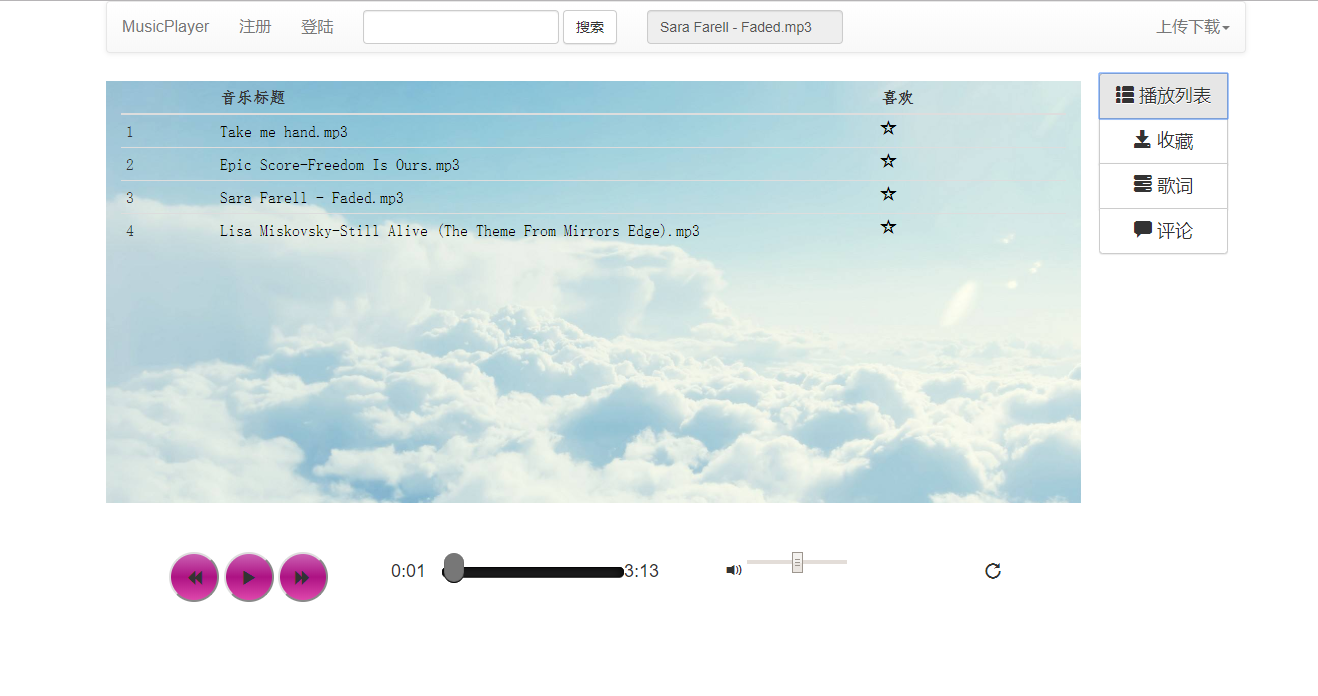 MusicPlayer 注册 登陆 搜索 Sara Farell - Faded.mp3 上传下载
音乐标题 喜欢
1 Take me hand.mp3
2 Epic Score-Freedom Is Ours.mp3
3 Sara Farell - Faded.mp3
4 Lisa Miskovsky-Still Alive (The Theme From Mirrors Edge).mp3
播放列表
收藏
歌词
评论
0:01 3:13